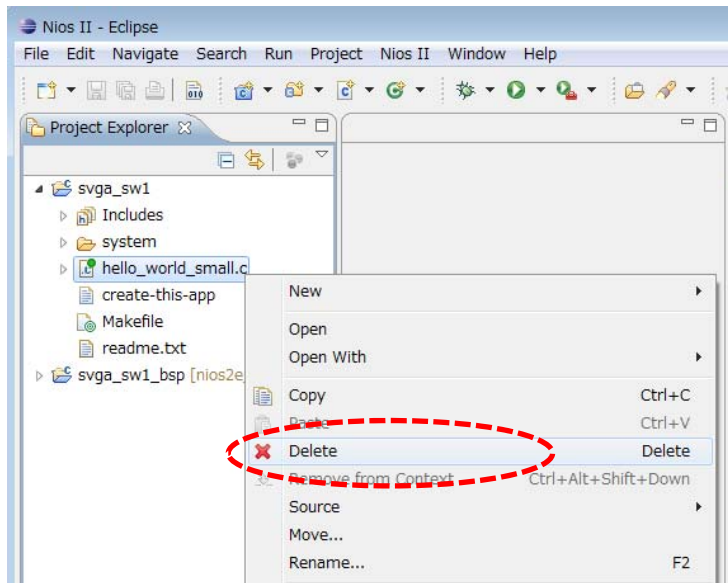 Nios II - Eclipse
File Edit Navigate Search Run Project Nios II Window Help
010
Project Explorer
svga_sw1
Includes
system
hello_world_small.c
create-this-app
Makefile
readme.txt
svga_sw1_bsp [nios2e
New
Open
Open With
Copy Ctrl+C
Paste Ctrl+V
Delete Delete
Remove from Context Ctrl+Alt+Shift+Down
Source
Move...
Rename... F2